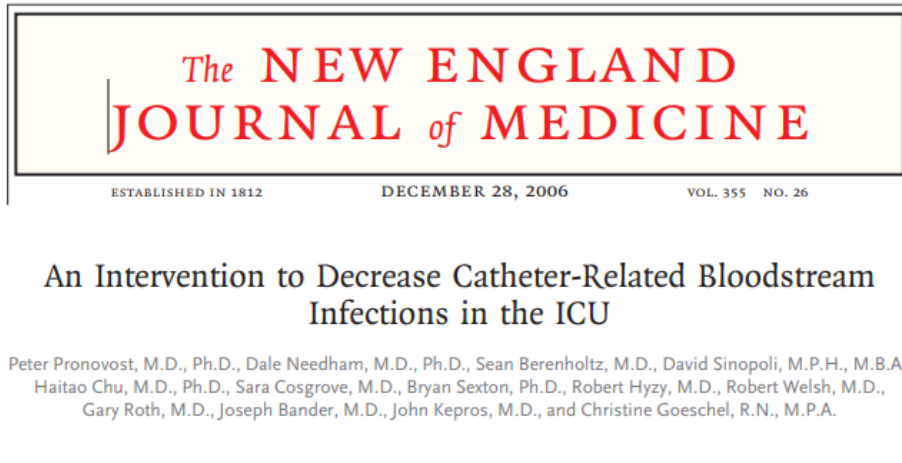 The NEW ENGLAND
JOURNAL of MEDICINE
ESTABLISHED IN 1812 DECEMBER 28, 2006 VOL. 355 NO. 26
An Intervention to Decrease Catheter-Related Bloodstream
Infections in the ICU
Peter Pronovost, M.D., Ph.D., Dale Needham, M.D., Ph.D., Sean Berenholtz, M.D., David Sinopoli, M.P.H., M.B.A
Haitao Chu, M.D., Ph.D., Sara Cosgrove, M.D., Bryan Sexton, Ph.D., Robert Hyzy, M.D., Robert Welsh, M.D.,
Gary Roth, M.D., Joseph Bander, M.D., John Kepros, M.D., and Christine Goeschel, R.N., M.P.A.